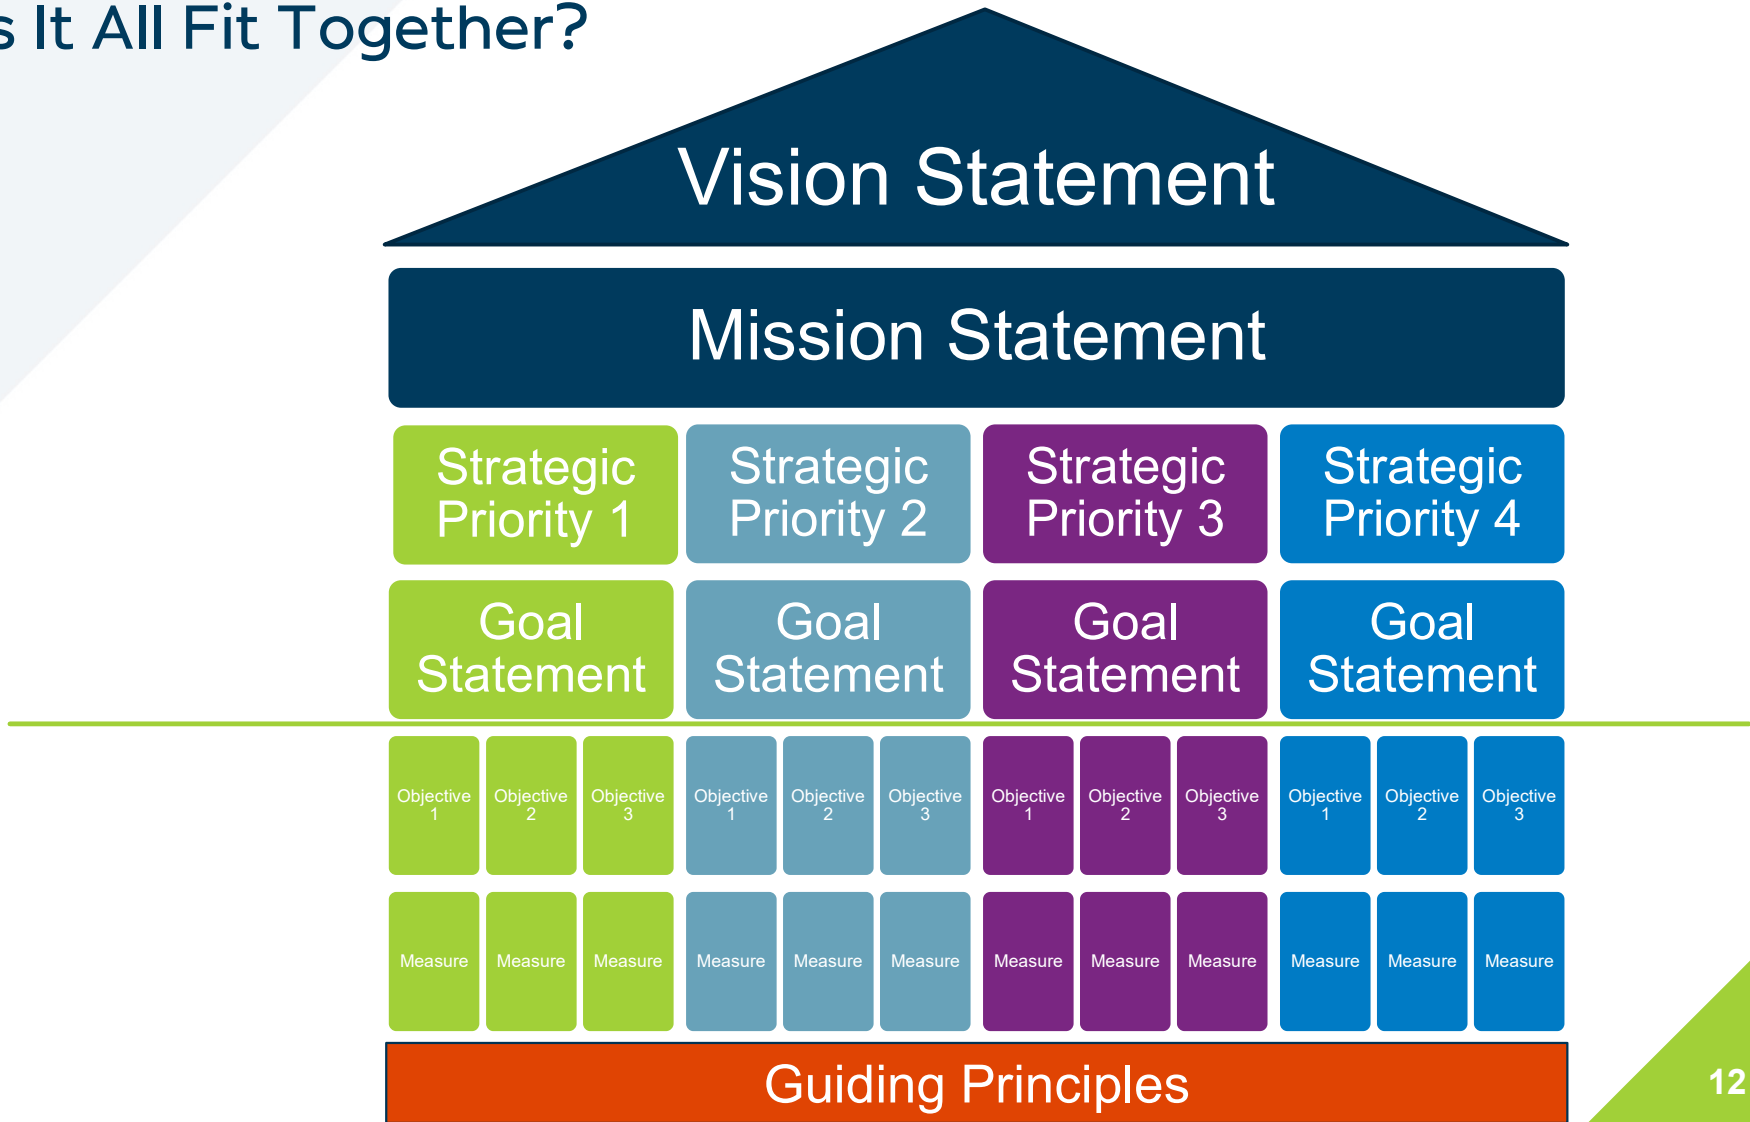 s It All Fit Together?
Vision Statement
Mission Statement
Strategic
Priority 1
Strategic
Priority 2
Strategic
Priority 3
Strategic
Priority 4
Goal
Statement
Goal
Statement
Goal
Statement
Goal
Statement
Objective
1
Objective
2
Objective
3
Objective
1
Objective
2
Objective
3
Objective
1
Objective
2
Objective
3
Objective
1
Objective
2
Objective
3
Measure
Measure
Measure
Measure
Measure
Measure
Measure
Measure
Measure
Measure
Measure
Measure
Guiding Principles
12